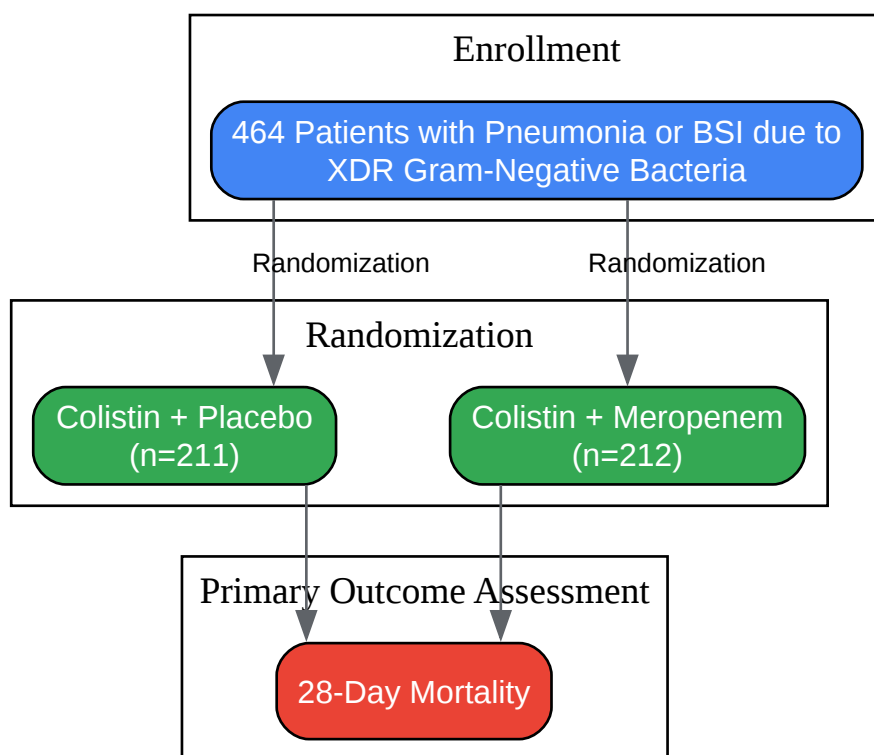 Enrollment
464 Patients with Pneumonia or BSI due to
XDR Gram-Negative Bacteria
Randomization
Randomization
Randomization
Colistin + Placebo
(n=211)
Colistin + Meropenem
(n=212)
Primary Outcome Assessment
28-Day Mortality